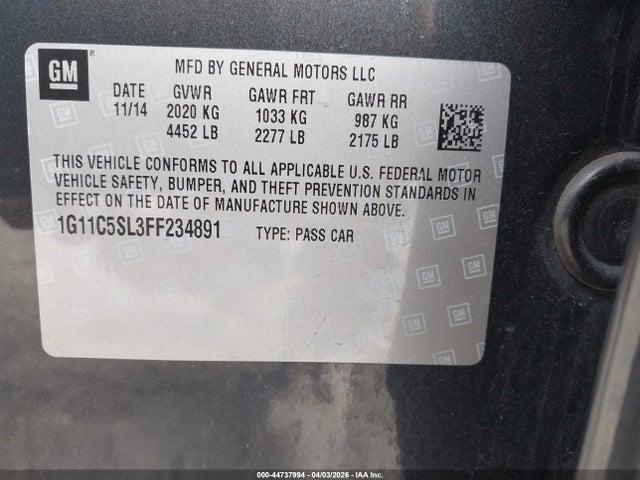 GM
MFD BY GENERAL MOTORS LLC
DATE GVWR GAWR FRT GAWR RR
11/14 2020 KG 1033 KG 987 KG
4452 LB 2277 LB 2175 LB
THIS VEHICLE CONFORMS TO ALL APPLICABLE U.S. FEDERAL MOTOR
VEHICLE SAFETY, BUMPER, AND THEFT PREVENTION STANDARDS IN
EFFECT ON THE DATE OF MANUFACTURE SHOWN ABOVE.
1G11C5SL3FF234891 TYPE: PASS CAR
000-44737994 - 04/03/2026 - IAA Inc.